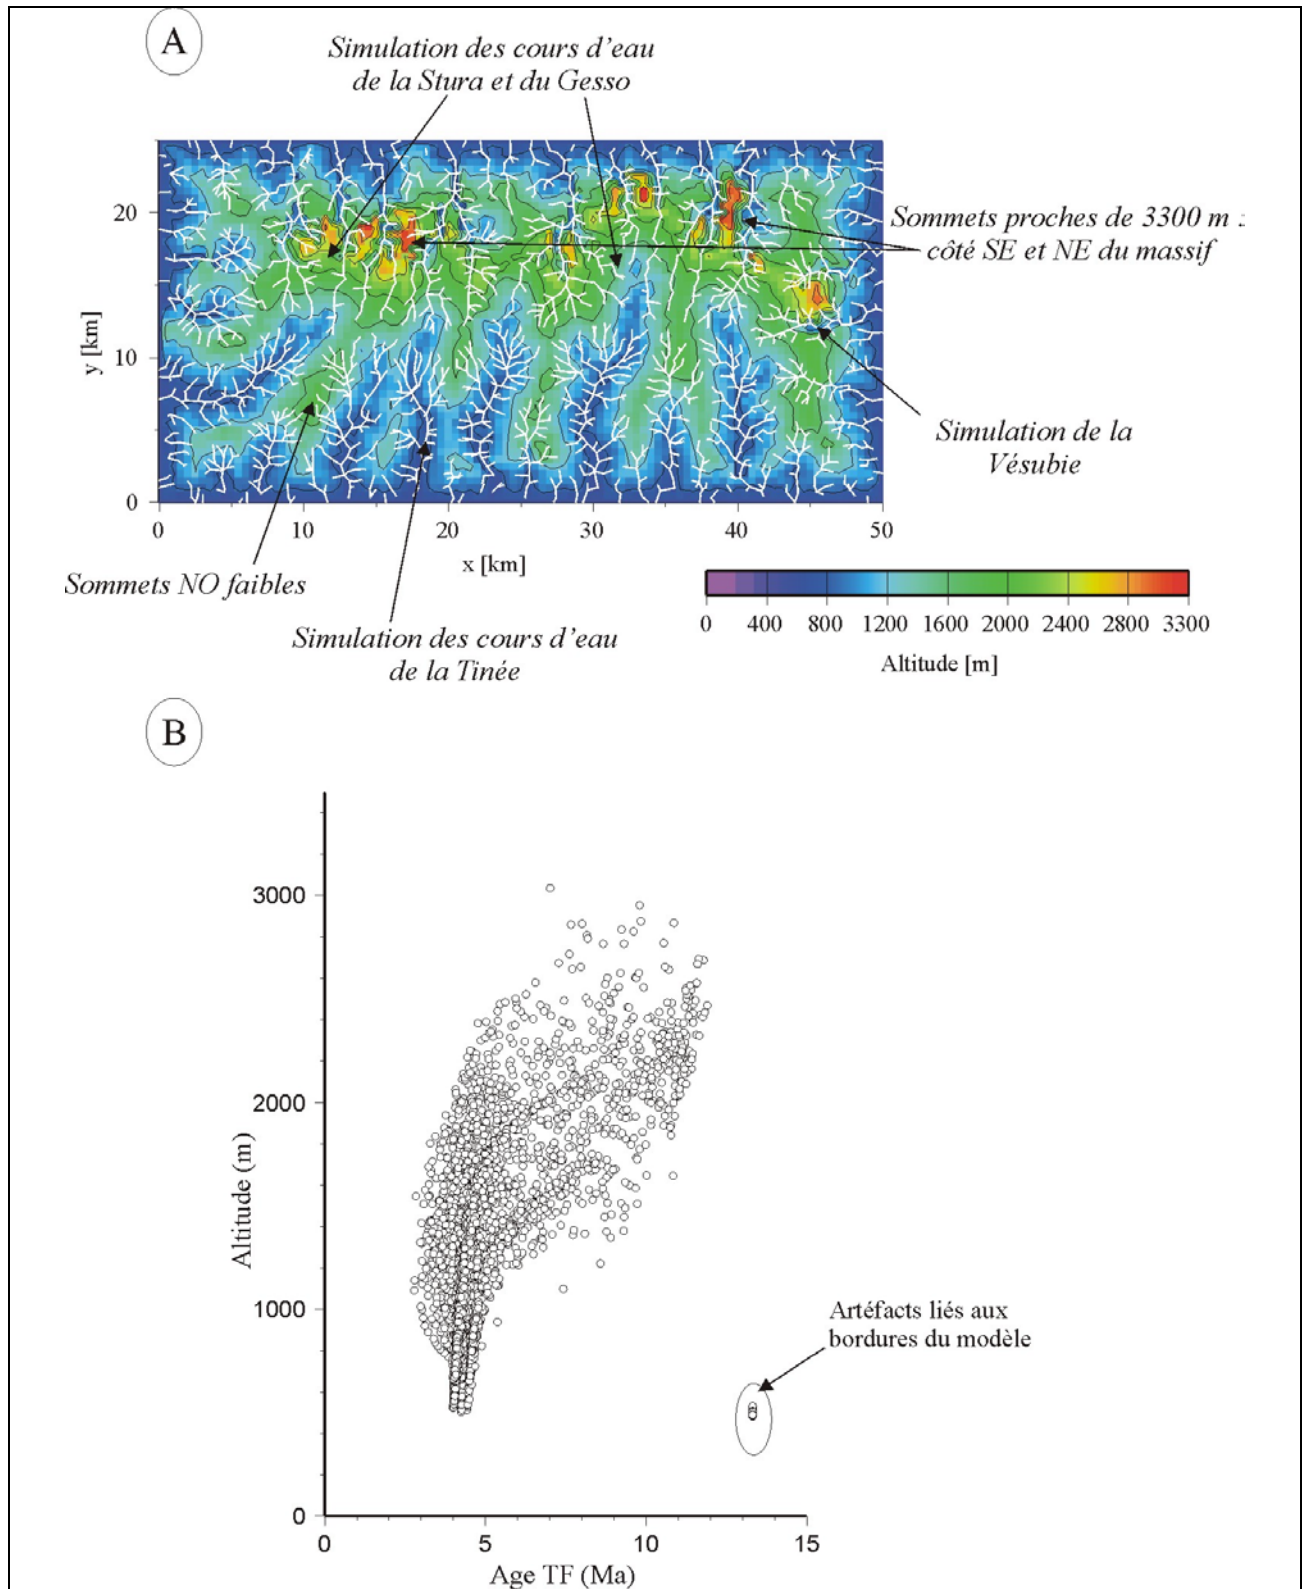 A
Simulation des cours d'eau
de la Stura et du Gesso
Sommets proches de 3300 m :
côté SE et NE du massif
20
y [km]
10
0
0 10 20 30 40 50
x [km]
Simulation de la
Vésubie
Sommets NO faibles
Simulation des cours d'eau
de la Tinée
0 400 800 1200 1600 2000 2400 2800 3300
Altitude [m]
B
3000
2000
1000
0
Altitude (m)
Artéfacts liés aux
bordures du modèle
0 5 10 15
Age TF (Ma)